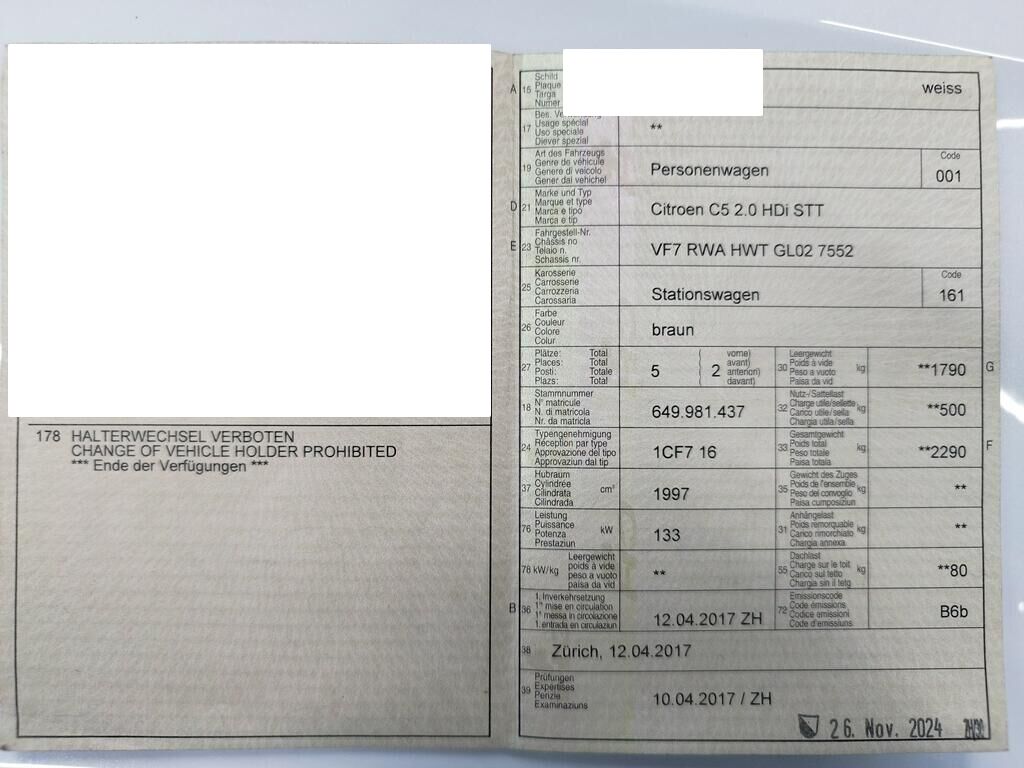 178 HALTERWECHSEL VERBOTEN
CHANGE OF VEHICLE HOLDER PROHIBITED
*** Ende der Verfügungen ***
A 15 Schild
Plaque
Targa
Numer
weiss
17 Bes.
Usage spécial
Uso speciale
Diever spezial
**
19 Art des Fahrzeugs
Genre de véhicule
Genere di veicolo
Gener dal vehichel
Personenwagen
Code
001
D 21 Marke und Typ
Marque et type
Marca e tipo
Marca e tip
Citroen C5 2.0 HDi STT
E 23 Fahrgestell-Nr.
Châssis no
Telaio n.
Schassis nr.
VF7 RWA HWT GL02 7552
25 Karosserie
Carrosserie
Carrozzeria
Carossaria
Stationswagen
Code
161
26 Farbe
Couleur
Colore
Colur
braun
27 Plätze: Total
Places: Total
Posti: Totale
Plazs: Total
5
( vorne)
( avant)
2 anteriori)
( davant)
30 Leergewicht
Poids à vide
Peso a vuoto
Paisa da vid
kg
**1790
G
18 Stammnummer
N° matricule
N. di matricola
Nr. da matricla
649.981.437
32 Nutz-/Sattellast
Charge utile/sellette
Carico utile/sella
Chargia utila/sella
kg
**500
24 Typengenehmigung
Réception par type
Approvazione del tipo
Approvaziun dal tip
1CF7 16
33 Gesamtgewicht
Poids total
Peso totale
Paisa totala
kg
**2290
F
37 Hubraum
Cylindrée
Cilindrata
Cilindrada
cm³
1997
35 Gewicht des Zuges
Poids de l'ensemble
Peso del convoglio
Paisa cumposiziun
kg
**
76 Leistung
Puissance
Potenza
Prestaziun
kW
133
31 Anhängelast
Poids remorquable
Carico rimorchiato
Chargia annexa
kg
**
78 kW/kg
Leergewicht
poids à vide
peso a vuoto
paisa da vid
**
55 Dachlast
Charge sur le toit
Carico sul tetto
Chargia sin il tetg
kg
**80
B 36 1. Inverkehrsetzung
1re mise en circulation
1a messa in circolazione
1. entrada en circulaziun
12.04.2017 ZH
72 Emissionscode
Code émissions
Codice emissioni
Code d'emissiuns
B6b
38 Zürich, 12.04.2017
39 Prüfungen
Expertises
Perizie
Examinaziuns
10.04.2017 / ZH
26. Nov. 2024